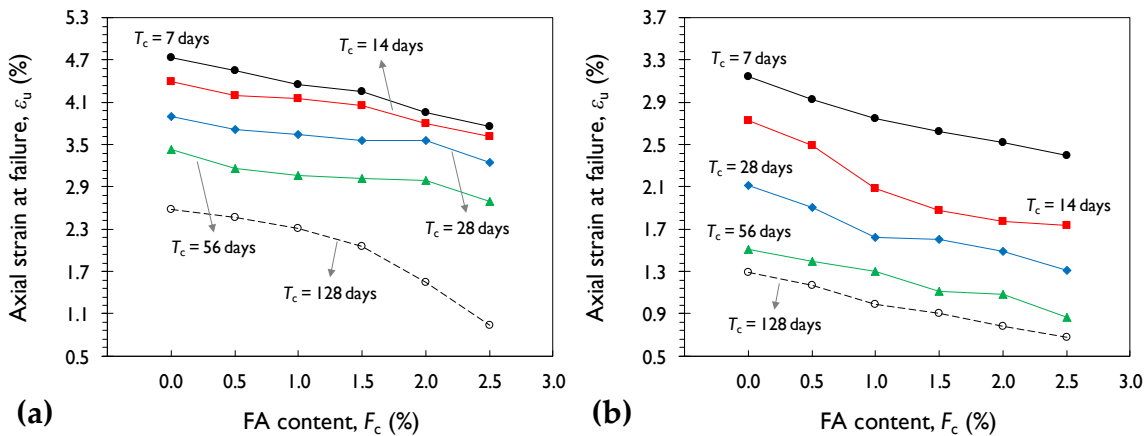 Axial strain at failure, εu (%)
5.3
4.7
4.1
3.5
2.9
2.3
1.7
1.1
0.5
Tc = 7 days
Tc = 14 days
Tc = 28 days
Tc = 56 days
Tc = 128 days
0.0 0.5 1.0 1.5 2.0 2.5 3.0
FA content, Fc (%)
(a)
Axial strain at failure, εu (%)
3.7
3.3
2.9
2.5
2.1
1.7
1.3
0.9
0.5
Tc = 7 days
Tc = 28 days
Tc = 14 days
Tc = 56 days
Tc = 128 days
0.0 0.5 1.0 1.5 2.0 2.5 3.0
FA content, Fc (%)
(b)